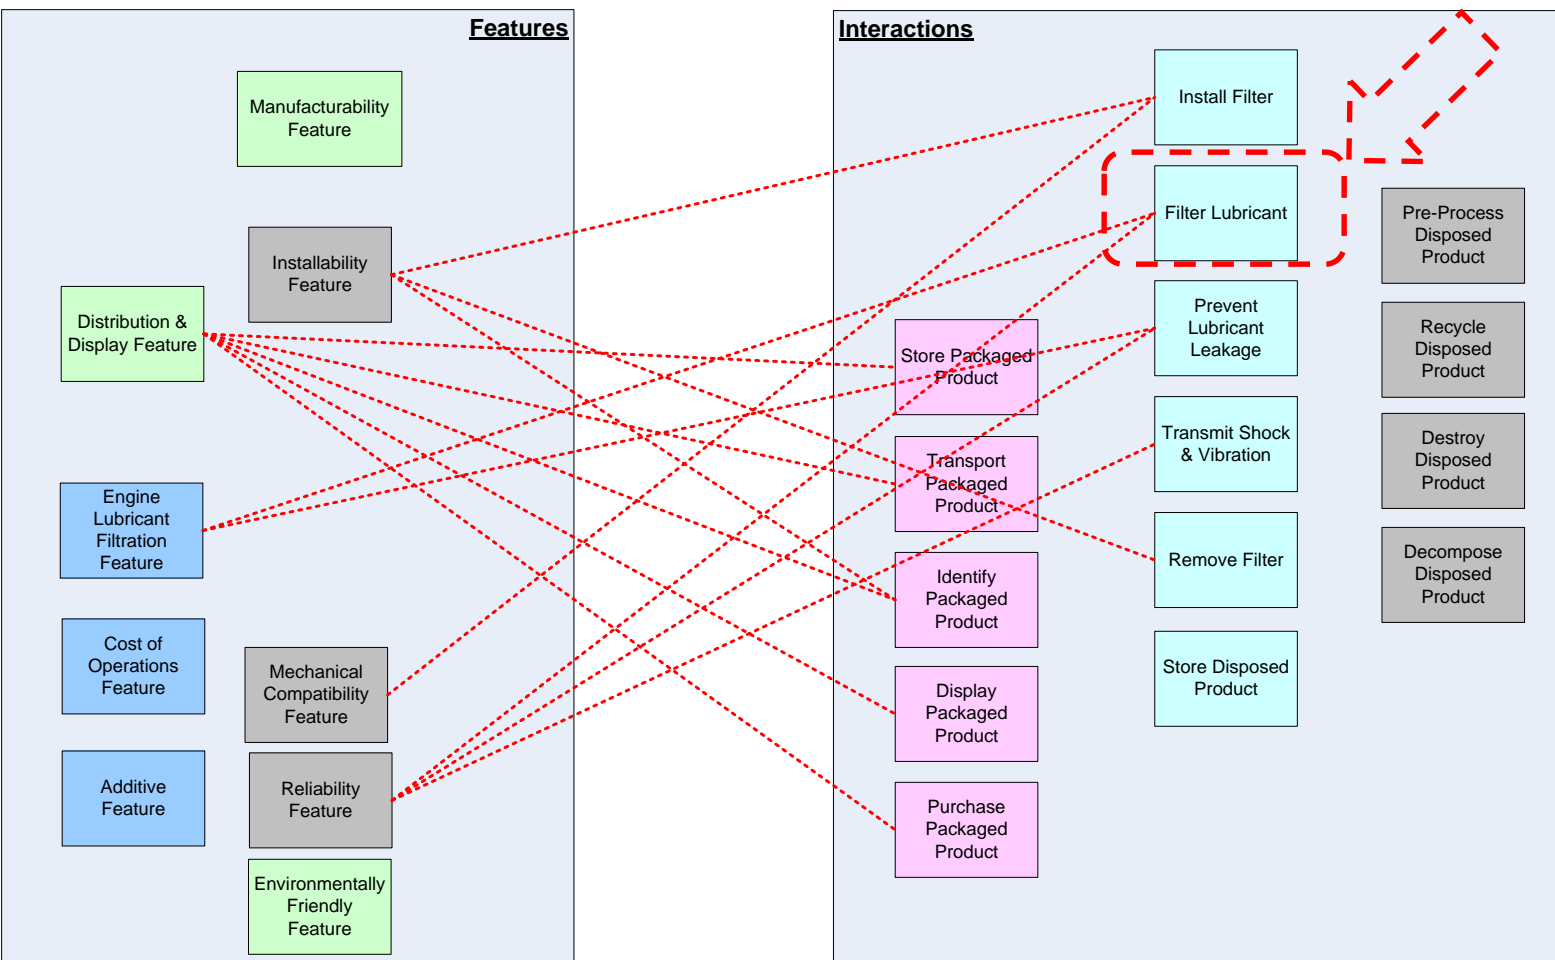 Features
Manufacturability
Feature
Installability
Feature
Distribution &
Display Feature
Engine
Lubricant
Filtration
Feature
Cost of
Operations
Feature
Mechanical
Compatibility
Feature
Additive
Feature
Reliability
Feature
Environmentally
Friendly
Feature
Interactions
Store Packaged
Product
Transport
Packaged
Product
Identify
Packaged
Product
Display
Packaged
Product
Purchase
Packaged
Product
Install Filter
Filter Lubricant
Prevent
Lubricant
Leakage
Transmit Shock
& Vibration
Remove Filter
Store Disposed
Product
Pre-Process
Disposed
Product
Recycle
Disposed
Product
Destroy
Disposed
Product
Decompose
Disposed
Product